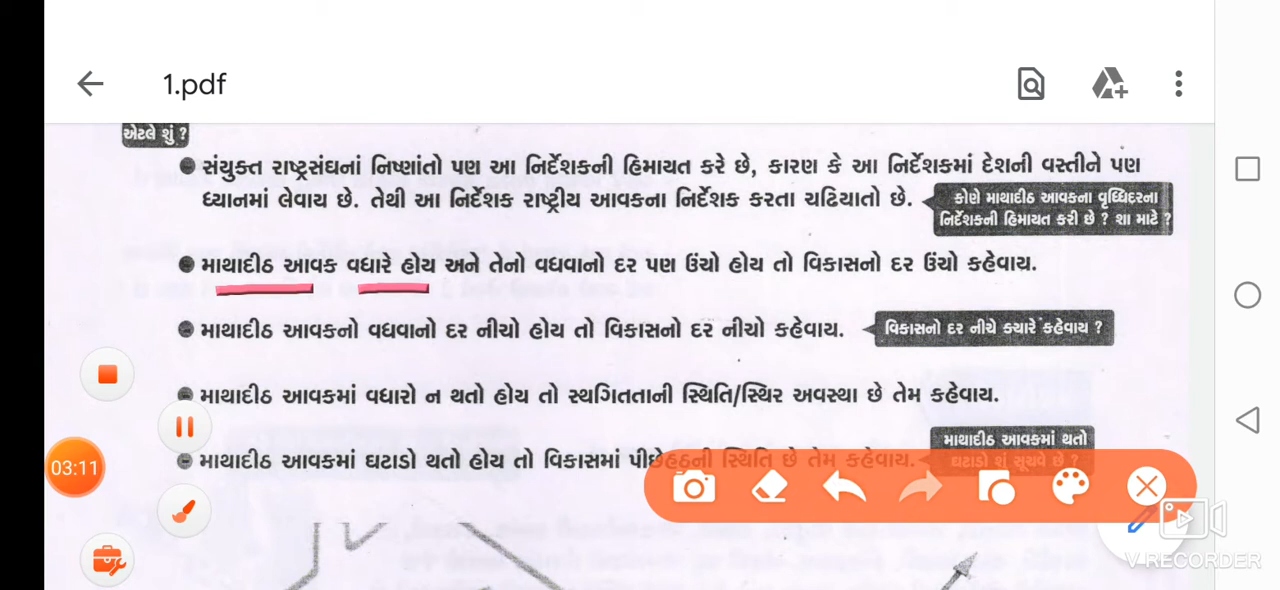 1.pdf
એટલે શું ?
સંયુક્ત રાષ્ટ્રસંઘનાં નિષ્ણાંતો પણ આ નિર્દેશકની હિમાયત કરે છે, કારણ કે આ નિર્દેશકમાં દેશની વસ્તીને પણ
ધ્યાનમાં લેવાય છે. તેથી આ નિર્દેશક રાષ્ટ્રીય આવકના નિર્દેશક કરતા ચઢિયાતો છે.
કોણે માથાદીઠ આવકના વૃધ્ધિદરના
નિર્દેશકની હિમાયત કરી છે ? શા માટે ?
માથાદીઠ આવક વધારે હોય અને તેનો વધવાનો દર પણ ઉંચો હોય તો વિકાસનો દર ઉંચો કહેવાય.
માથાદીઠ આવકનો વધવાનો દર નીચો હોય તો વિકાસનો દર નીચો કહેવાય.
વિકાસનો દર નીચે ક્યારે કહેવાય ?
માથાદીઠ આવકમાં વધારો ન થતો હોય તો સ્થગિતતાની સ્થિતિ/સ્થિર અવસ્થા છે તેમ કહેવાય.
માથાદીઠ આવકમાં થતો
ઘટાડો શું સૂચવે છે ?
માથાદીઠ આવકમાં ઘટાડો થતો હોય તો વિકાસમાં પીછેહઠની સ્થિતિ છે તેમ કહેવાય.
03:11
V RECORDER